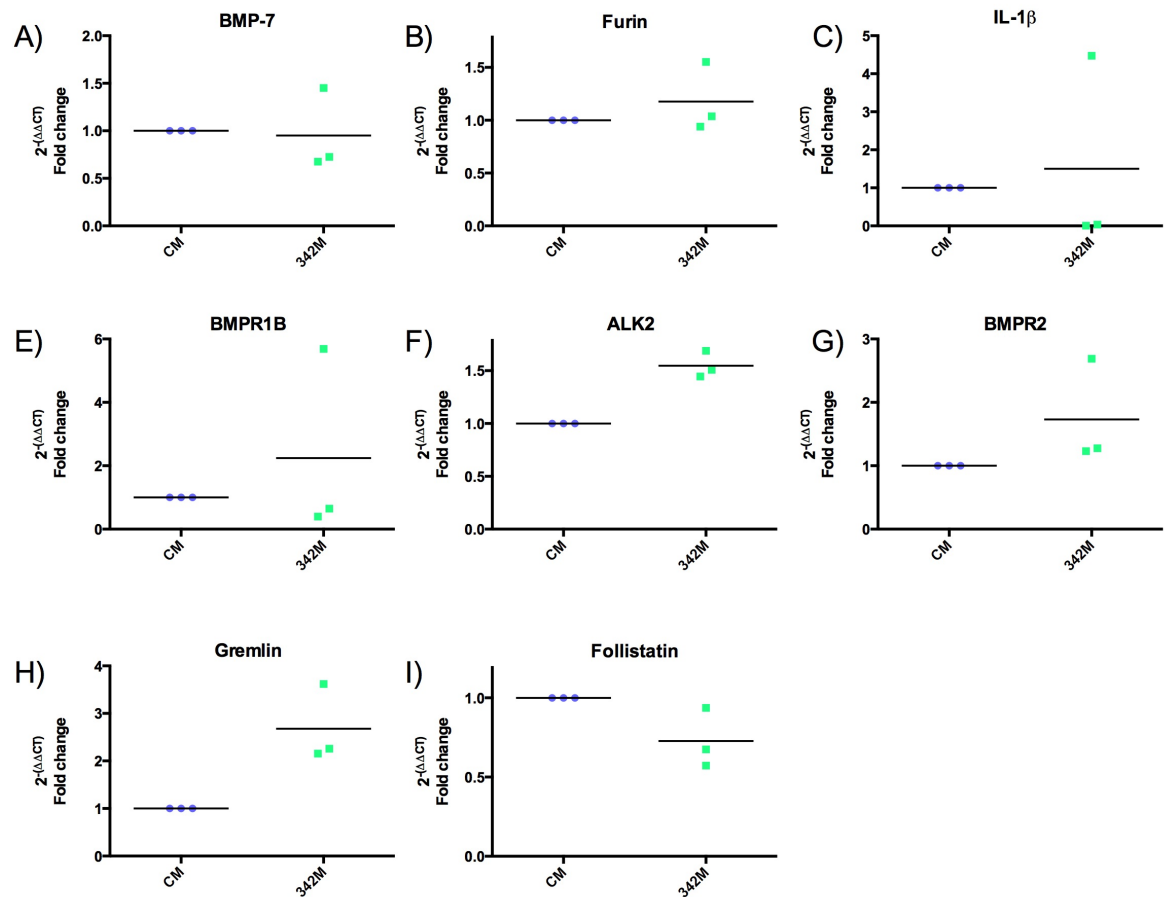 A)
BMP-7
2-(ΔΔCT)
Fold change
2.0
1.5
1.0
0.5
0.0
CM
342M
B)
Furin
2-(ΔΔCT)
Fold change
1.5
1.0
0.5
0.0
CM
342M
C)
IL-1β
2-(ΔΔCT)
Fold change
5
4
3
2
1
0
CM
342M
E)
BMPR1B
2-(ΔΔCT)
Fold change
6
4
2
0
CM
342M
F)
ALK2
2-(ΔΔCT)
Fold change
1.5
1.0
0.5
0.0
CM
342M
G)
BMPR2
2-(ΔΔCT)
Fold change
3
2
1
0
CM
342M
H)
Gremlin
2-(ΔΔCT)
Fold change
4
3
2
1
0
CM
342M
I)
Follistatin
2-(ΔΔCT)
Fold change
1.0
0.5
0.0
CM
342M